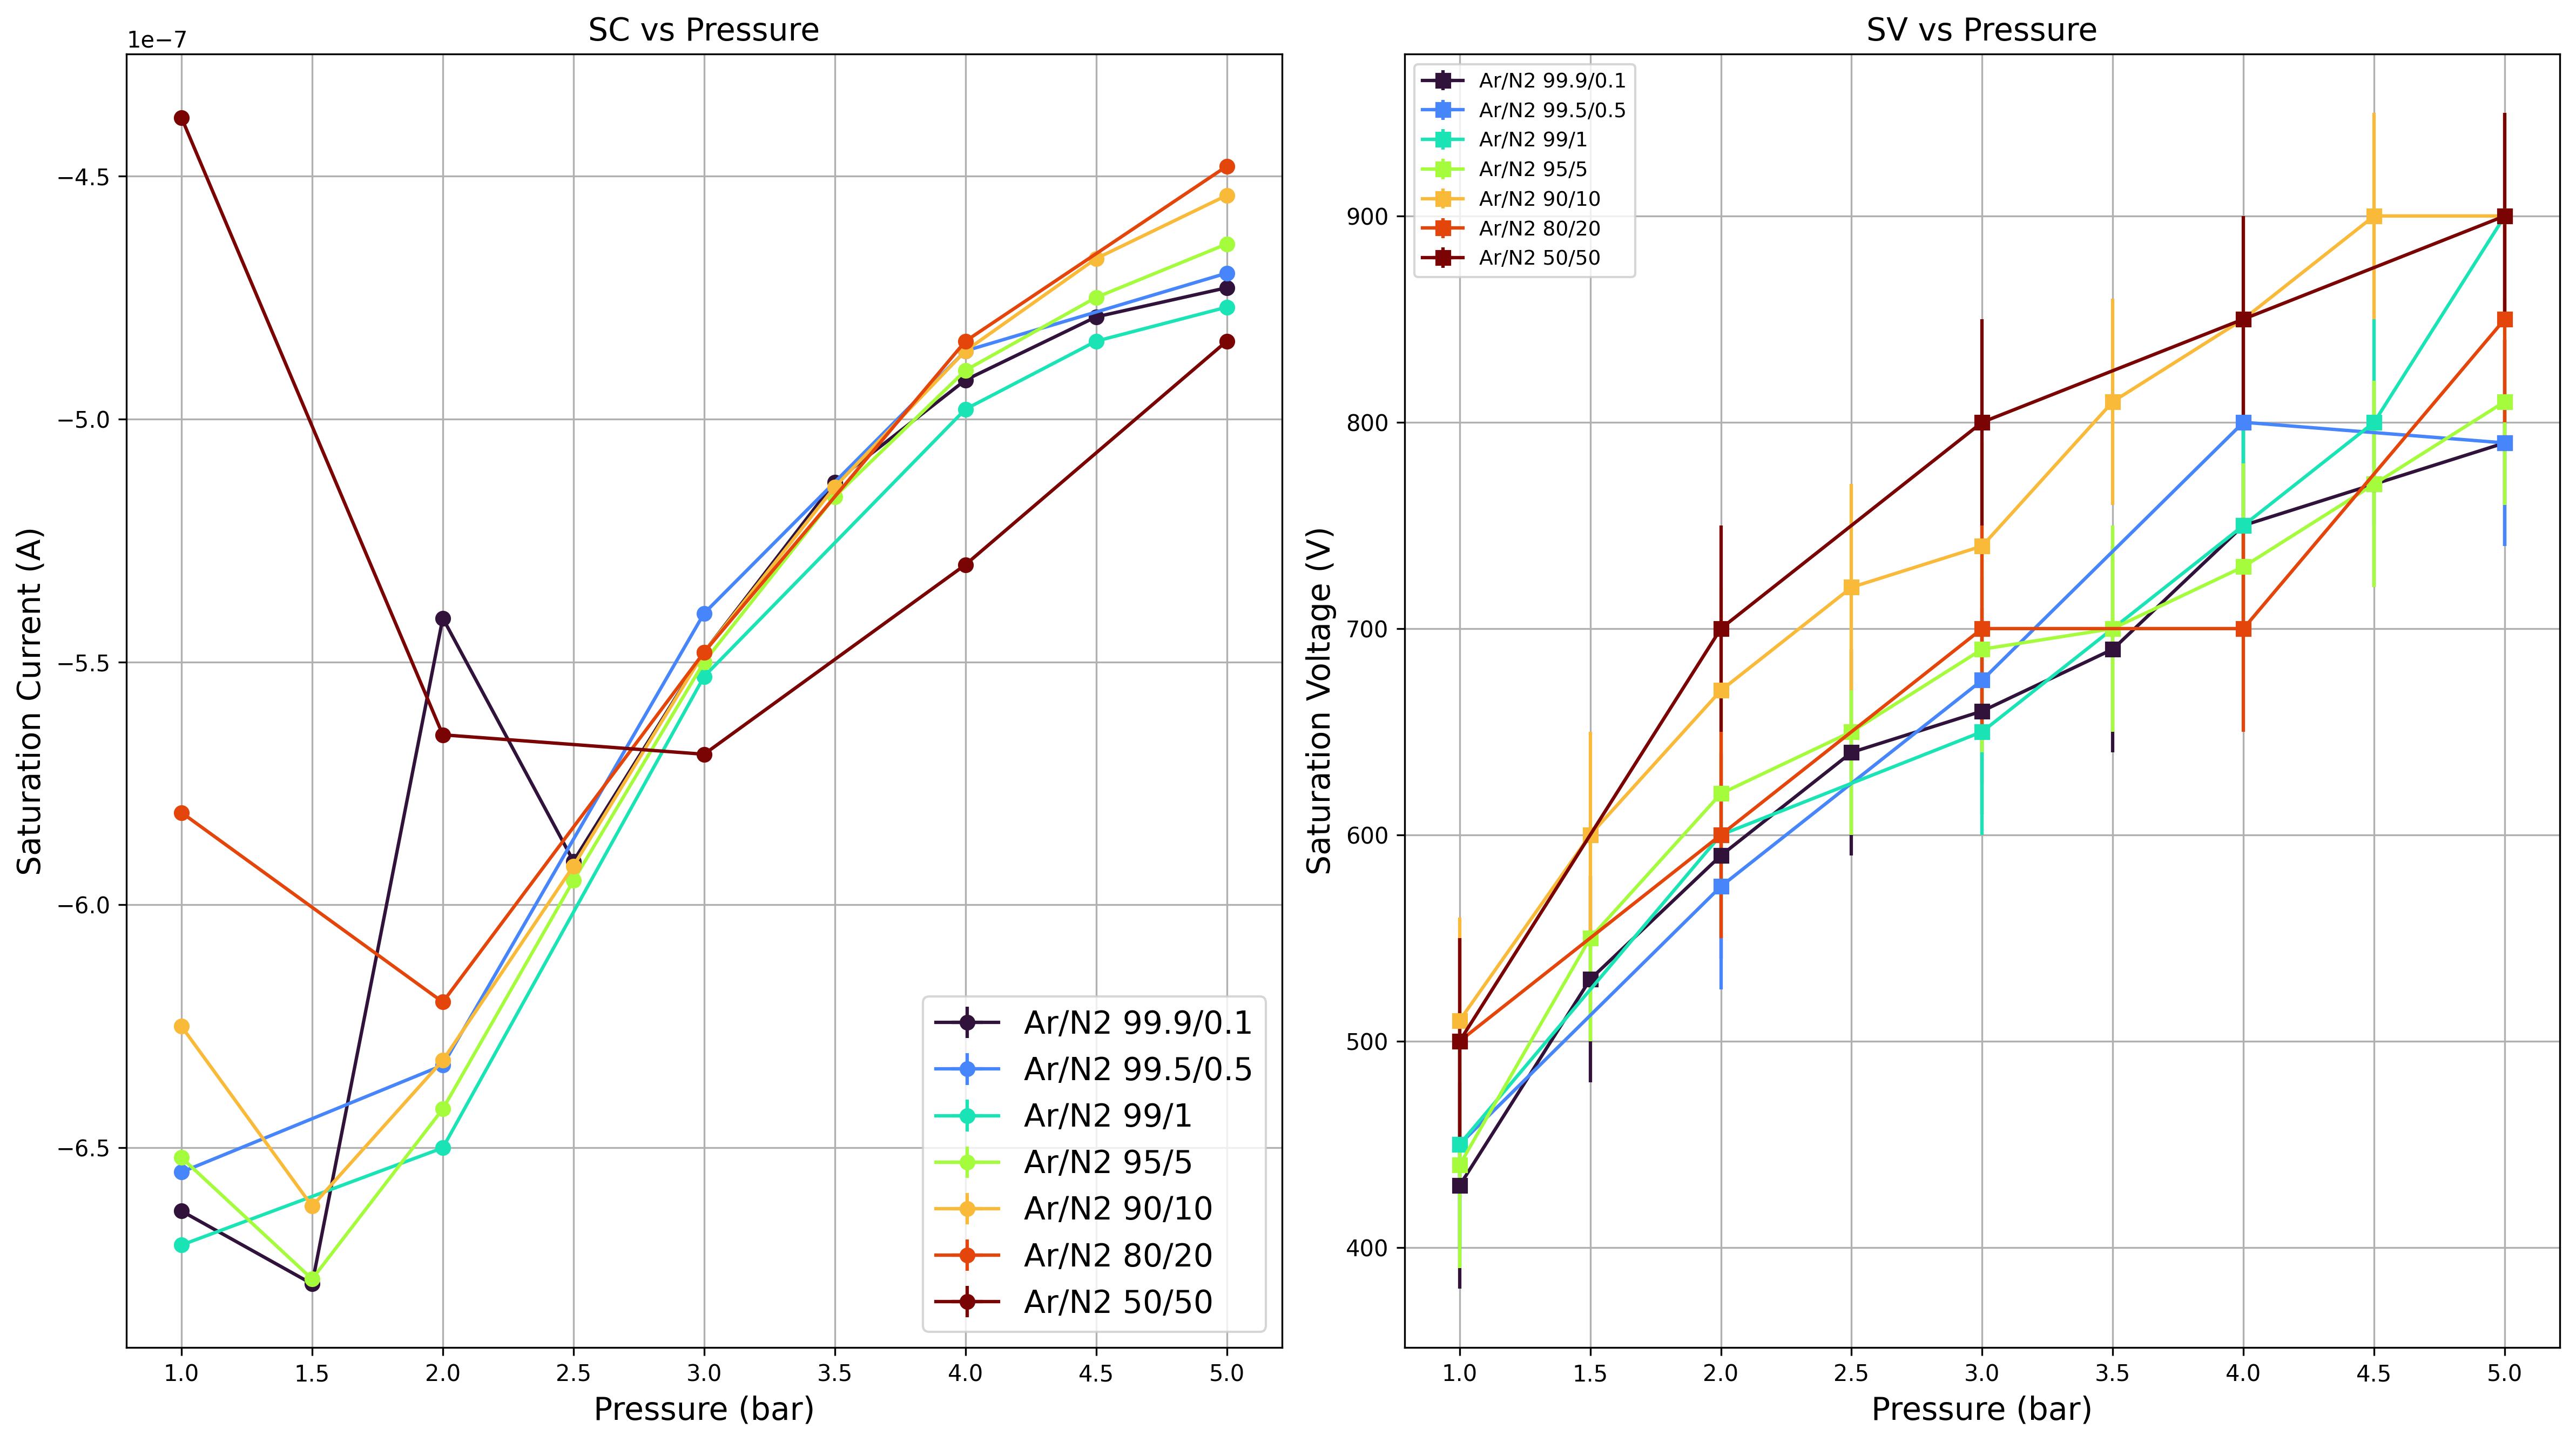 SC vs Pressure
1e−7
−4.5
−5.0
−5.5
−6.0
−6.5
Saturation Current (A)
1.0 1.5 2.0 2.5 3.0 3.5 4.0 4.5 5.0
Pressure (bar)
Ar/N2 99.9/0.1
Ar/N2 99.5/0.5
Ar/N2 99/1
Ar/N2 95/5
Ar/N2 90/10
Ar/N2 80/20
Ar/N2 50/50
SV vs Pressure
Ar/N2 99.9/0.1
Ar/N2 99.5/0.5
Ar/N2 99/1
Ar/N2 95/5
Ar/N2 90/10
Ar/N2 80/20
Ar/N2 50/50
900
800
700
600
500
400
Saturation Voltage (V)
1.0 1.5 2.0 2.5 3.0 3.5 4.0 4.5 5.0
Pressure (bar)